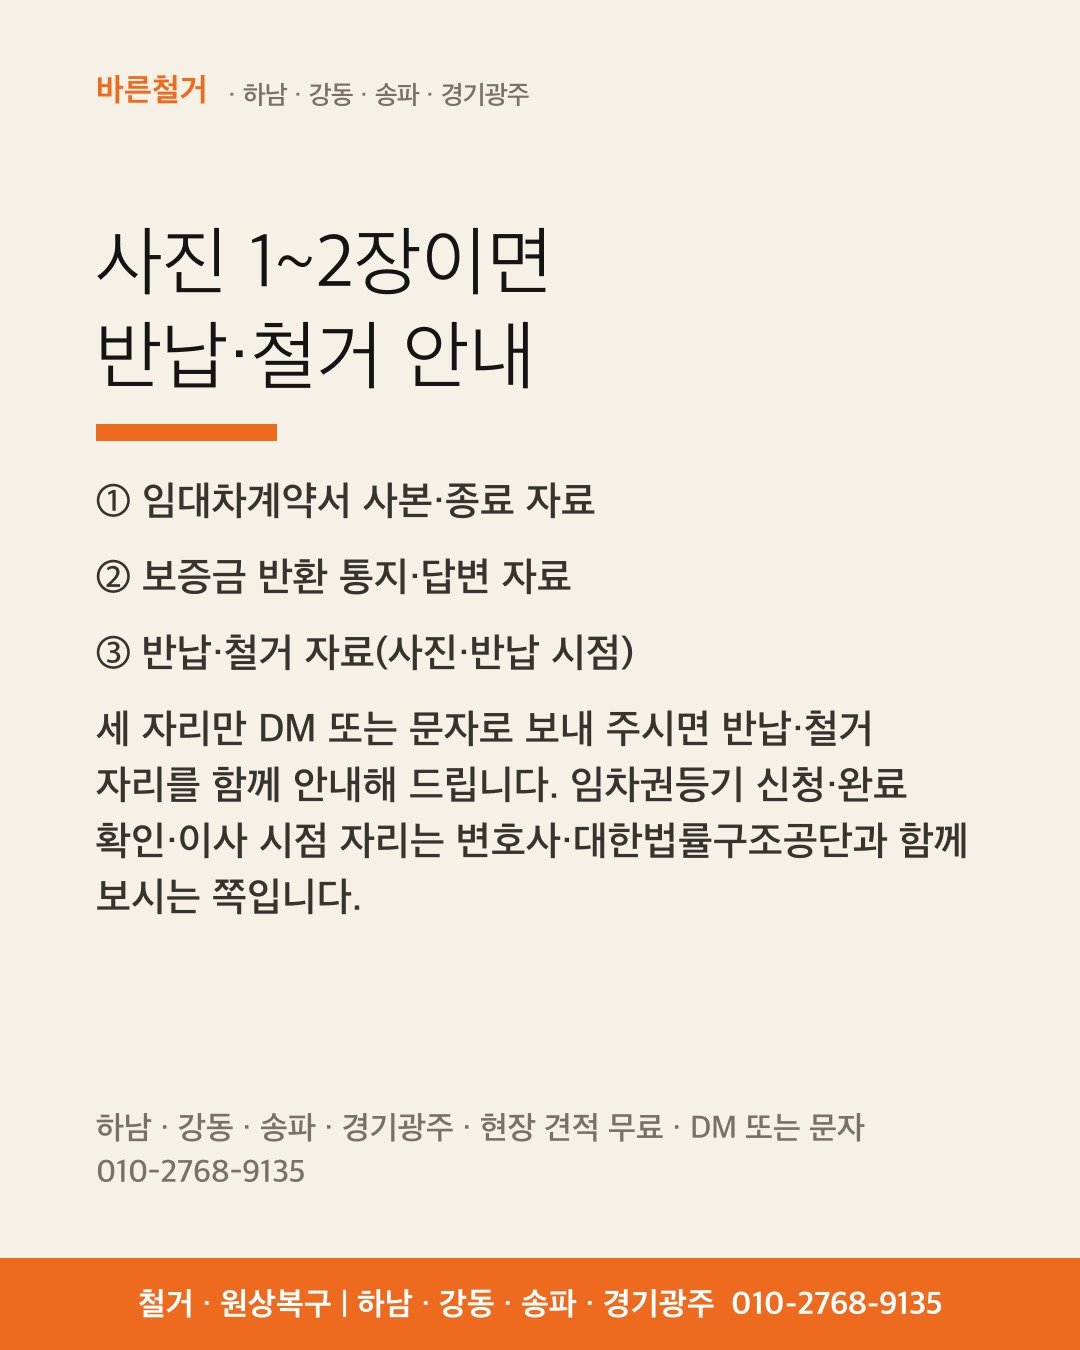 바른철거 · 하남 · 강동 · 송파 · 경기광주
사진 1~2장이면
반납·철거 안내
① 임대차계약서 사본·종료 자료
② 보증금 반환 통지·답변 자료
③ 반납·철거 자료(사진·반납 시점)
세 자리만 DM 또는 문자로 보내 주시면 반납·철거
자리를 함께 안내해 드립니다. 임차권등기 신청·완료
확인·이사 시점 자리는 변호사·대한법률구조공단과 함께
보시는 쪽입니다.
하남 · 강동 · 송파 · 경기광주 · 현장 견적 무료 · DM 또는 문자
010-2768-9135
철거 · 원상복구 | 하남 · 강동 · 송파 · 경기광주 010-2768-9135